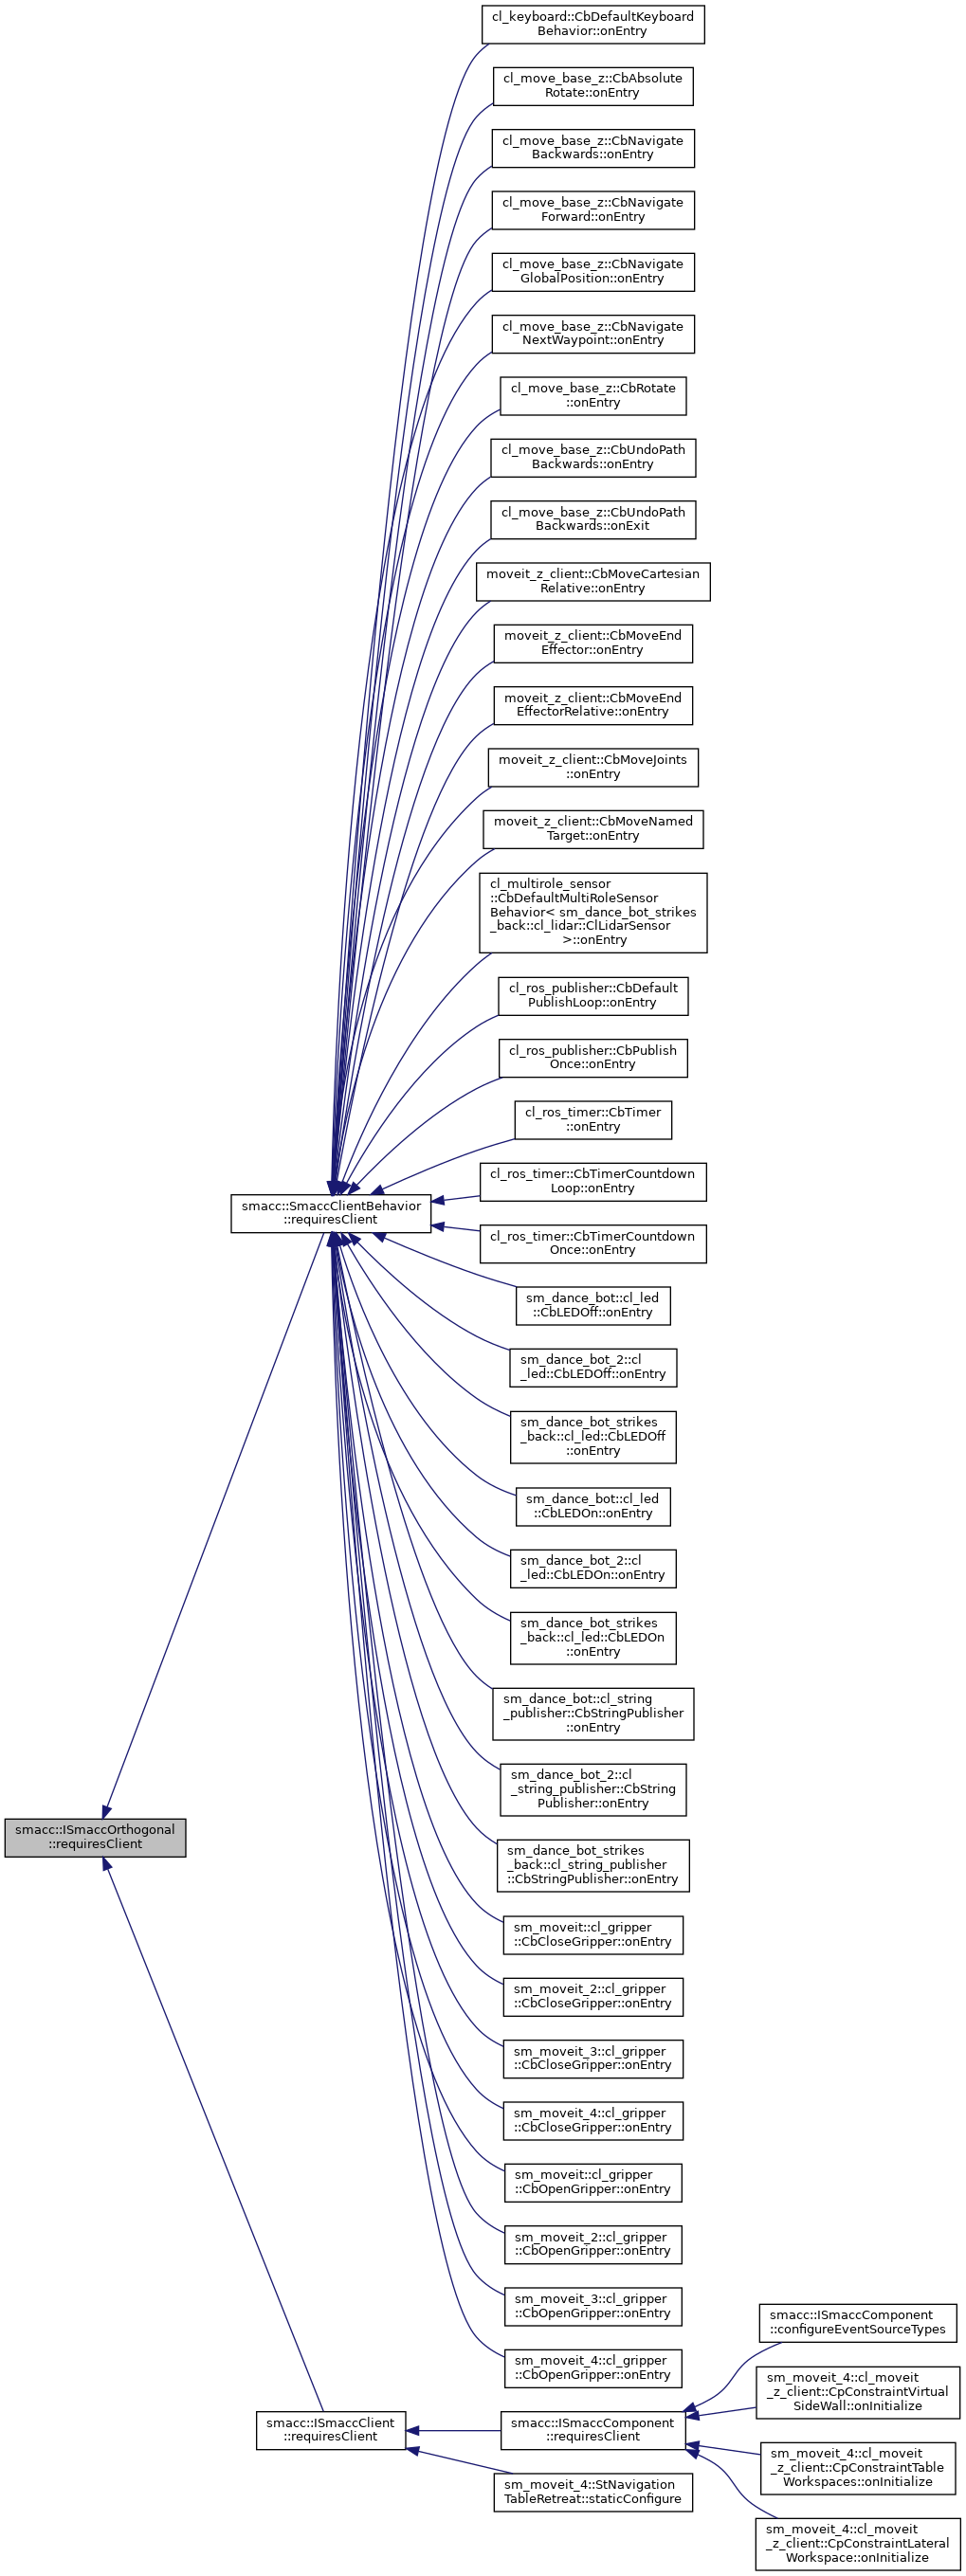 cl_keyboard::CbDefaultKeyboard
Behavior::onEntry
cl_move_base_z::CbAbsolute
Rotate::onEntry
cl_move_base_z::CbNavigate
Backwards::onEntry
cl_move_base_z::CbNavigate
Forward::onEntry
cl_move_base_z::CbNavigate
GlobalPosition::onEntry
cl_move_base_z::CbNavigate
NextWaypoint::onEntry
cl_move_base_z::CbRotate
::onEntry
cl_move_base_z::CbUndoPath
Backwards::onEntry
cl_move_base_z::CbUndoPath
Backwards::onExit
moveit_z_client::CbMoveCartesian
Relative::onEntry
moveit_z_client::CbMoveEnd
Effector::onEntry
moveit_z_client::CbMoveEnd
EffectorRelative::onEntry
moveit_z_client::CbMoveJoints
::onEntry
moveit_z_client::CbMoveNamed
Target::onEntry
cl_multirole_sensor
::CbDefaultMultiRoleSensor
Behavior< sm_dance_bot_strikes
_back::cl_lidar::ClLidarSensor
>::onEntry
cl_ros_publisher::CbDefault
PublishLoop::onEntry
cl_ros_publisher::CbPublish
Once::onEntry
cl_ros_timer::CbTimer
::onEntry
cl_ros_timer::CbTimerCountdown
Loop::onEntry
smacc::SmaccClientBehavior
::requiresClient
cl_ros_timer::CbTimerCountdown
Once::onEntry
sm_dance_bot::cl_led
::CbLEDOff::onEntry
sm_dance_bot_2::cl
_led::CbLEDOff::onEntry
sm_dance_bot_strikes
_back::cl_led::CbLEDOff
::onEntry
sm_dance_bot::cl_led
::CbLEDOn::onEntry
sm_dance_bot_2::cl
_led::CbLEDOn::onEntry
sm_dance_bot_strikes
_back::cl_led::CbLEDOn
::onEntry
sm_dance_bot::cl_string
_publisher::CbStringPublisher
::onEntry
sm_dance_bot_2::cl
_string_publisher::CbString
Publisher::onEntry
smacc::ISmaccOrthogonal
::requiresClient
sm_dance_bot_strikes
_back::cl_string_publisher
::CbStringPublisher::onEntry
sm_moveit::cl_gripper
::CbCloseGripper::onEntry
sm_moveit_2::cl_gripper
::CbCloseGripper::onEntry
sm_moveit_3::cl_gripper
::CbCloseGripper::onEntry
sm_moveit_4::cl_gripper
::CbCloseGripper::onEntry
sm_moveit::cl_gripper
::CbOpenGripper::onEntry
sm_moveit_2::cl_gripper
::CbOpenGripper::onEntry
sm_moveit_3::cl_gripper
::CbOpenGripper::onEntry
sm_moveit_4::cl_gripper
::CbOpenGripper::onEntry
smacc::ISmaccComponent
::configureEventSourceTypes
sm_moveit_4::cl_moveit
_z_client::CpConstraintVirtual
SideWall::onInitialize
smacc::ISmaccClient
::requiresClient
smacc::ISmaccComponent
::requiresClient
sm_moveit_4::cl_moveit
_z_client::CpConstraintTable
Workspaces::onInitialize
sm_moveit_4::StNavigation
TableRetreat::staticConfigure
sm_moveit_4::cl_moveit
_z_client::CpConstraintLateral
Workspace::onInitialize